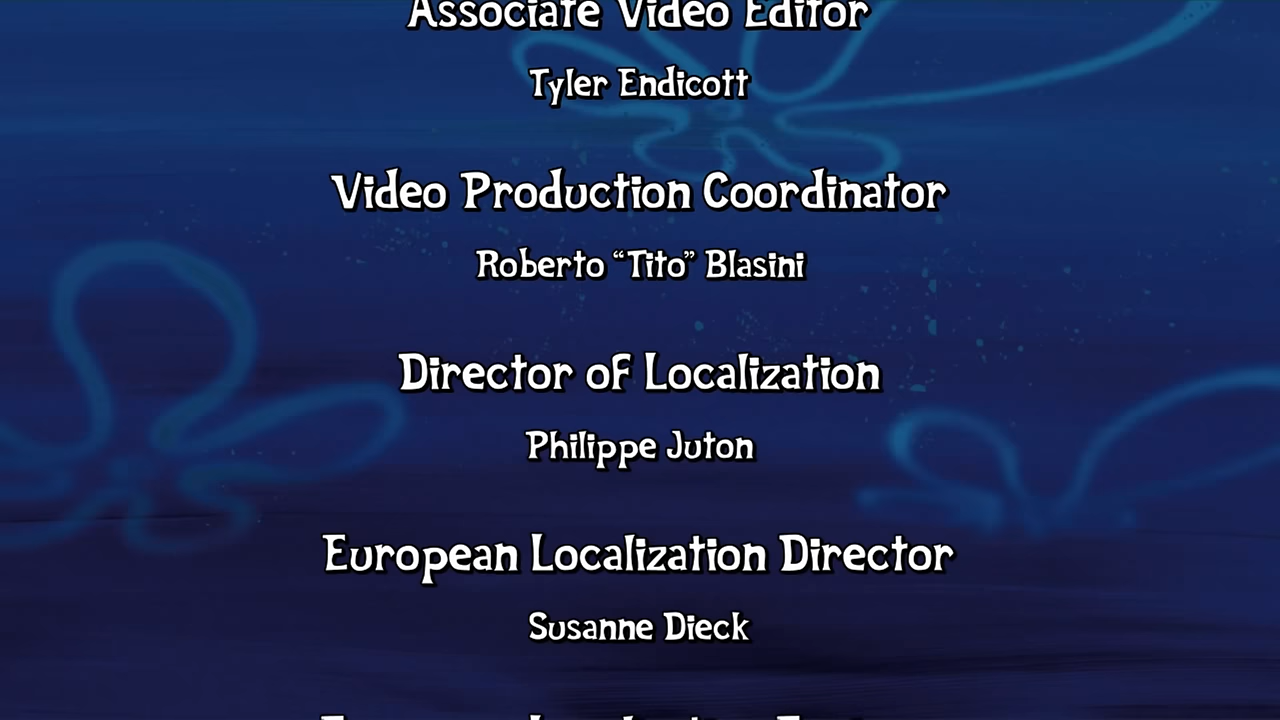 Associate Video Editor
Tyler Endicott
Video Production Coordinator
Roberto “Tito” Blasini
Director of Localization
Philippe Juton
European Localization Director
Susanne Dieck